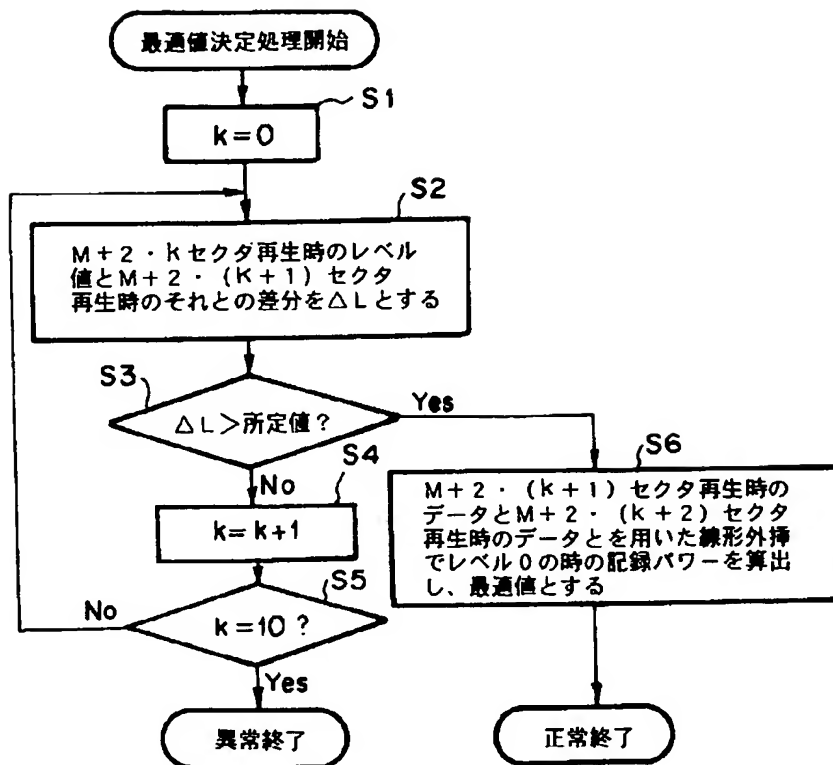 最適値決定処理開始
S1
k=0
S2
M+2・kセクダ再生時のレベル
値とM+2・(K+1)セクタ
再生時のそれとの差分を△Lとする
S3
△L>所定値?
Yes
No
S4
k=k+1
S5
k=10?
No
Yes
異常終了
S6
M+2・(k+1)セクタ再生時の
データとM+2・(k+2)セクタ
再生時のデータとを用いた線形外挿
でレベル0の時の記録パワーを算出
し、最適値とする
正常終了